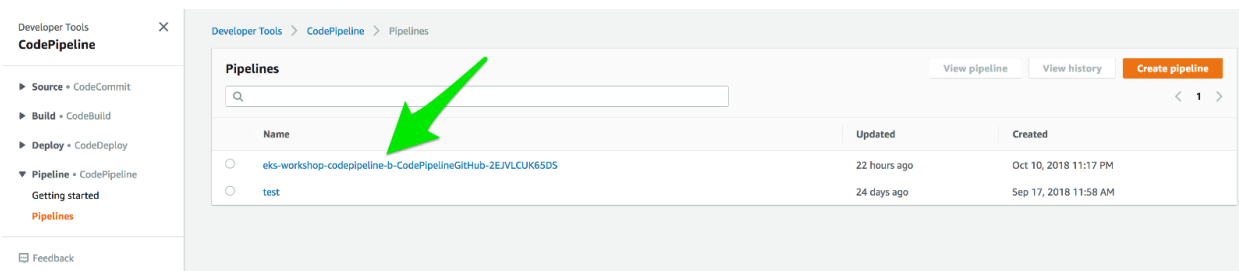 Developer Tools
CodePipeline
Source • CodeCommit
Build • CodeBuild
Deploy • CodeDeploy
Pipeline • CodePipeline
Getting started
Pipelines
Feedback
Developer Tools > CodePipeline > Pipelines
Pipelines
View pipeline View history Create pipeline
< 1 >
Name Updated Created
eks-workshop-codepipeline-b-CodePipelineGitHub-2EJVLCUK65DS 22 hours ago Oct 10, 2018 11:17 PM
test 24 days ago Sep 17, 2018 11:58 AM